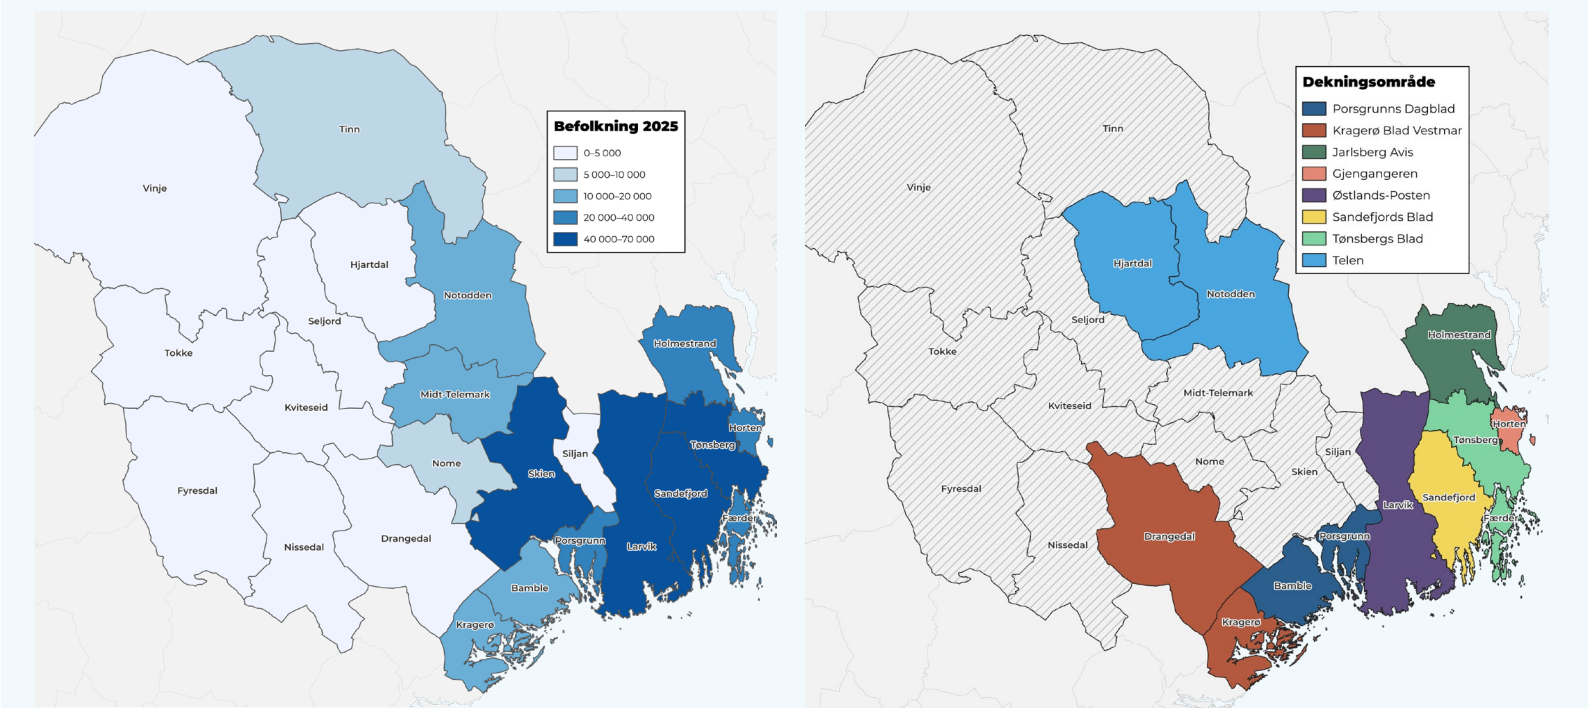 Tinn
Befolkning 2025
0–5 000
5 000–10 000
10 000–20 000
20 000–40 000
40 000–70 000
Vinje
Hjartdal
Notodden
Seljord
Holmestrand
Tokke
Midt-Telemark
Kviteseid
Horten
Tønsberg
Siljan
Nome
Skien
Fyresdal
Sandefjord
Færder
Drangedal
Porsgrunn
Nissedal
Larvik
Bamble
Kragerø
Dekningsområde
Porsgrunns Dagblad
Kragerø Blad Vestmar
Jarlsberg Avis
Gjengangeren
Østlands-Posten
Sandefjords Blad
Tønsbergs Blad
Telen
Tinn
Vinje
Hjartdal
Notodden
Seljord
Holmestrand
Tokke
Midt-Telemark
Kviteseid
Horten
Tønsberg
Siljan
Nome
Skien
Fyresdal
Sandefjord
Larvik
Færder
Drangedal
Porsgrunn
Nissedal
Bamble
Kragerø